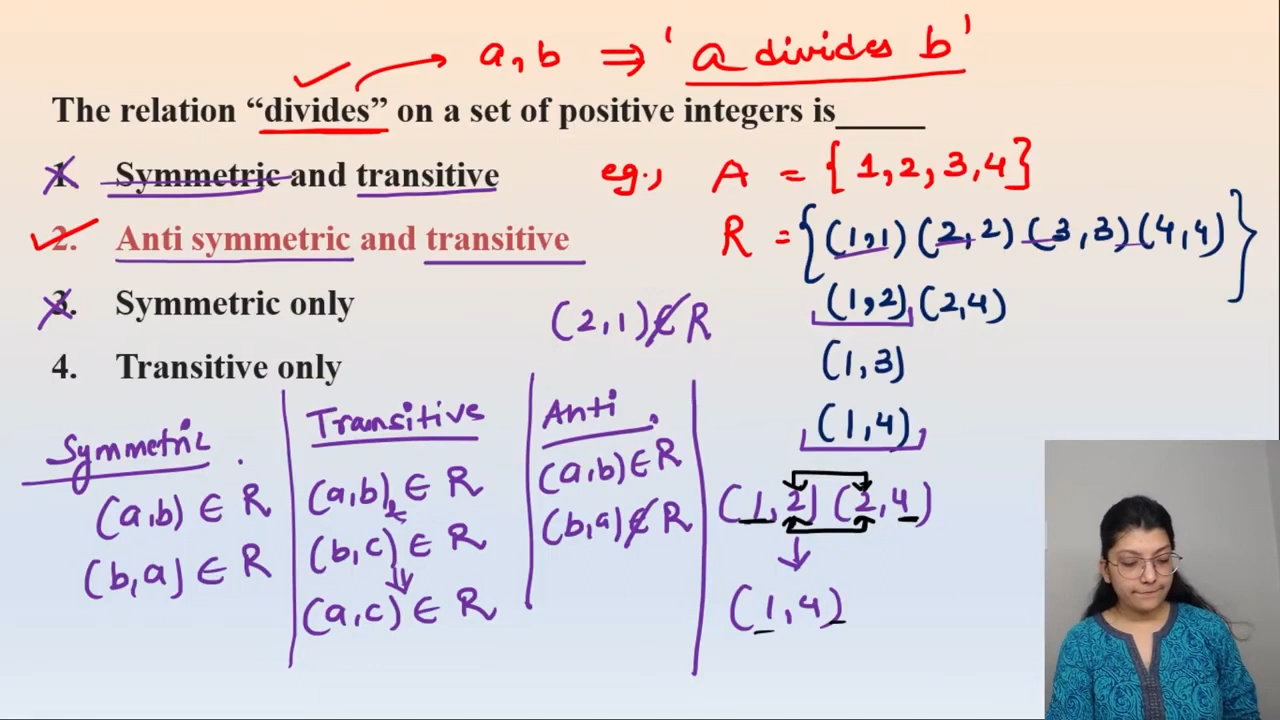 a, b ⇒ 'a divides b'
The relation "divides" on a set of positive integers is_____
1. Symmetric and transitive
eg., A = {1, 2, 3, 4}
2. Anti symmetric and transitive
R = {(1,1) (2,2) (3,3) (4,4)}
3. Symmetric only
(2,1) ∉ R
(1,2) (2,4)
4. Transitive only
(1,3)
(1,4)
Symmetric
(a,b) ∈ R
(b,a) ∈ R
Transitive
(a,b) ∈ R
(b,c) ∈ R
⇓
(a,c) ∈ R
Anti
(a,b) ∈ R
(b,a) ∉ R
(1,2) (2,4)
↓
(1,4)